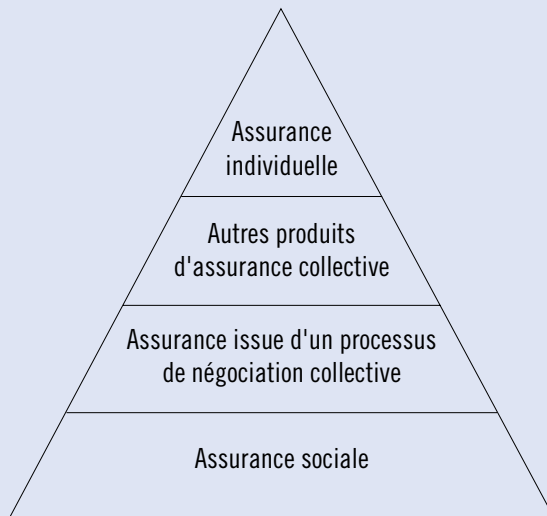 Assurance
individuelle
Autres produits
d'assurance collective
Assurance issue d'un processus
de négociation collective
Assurance sociale